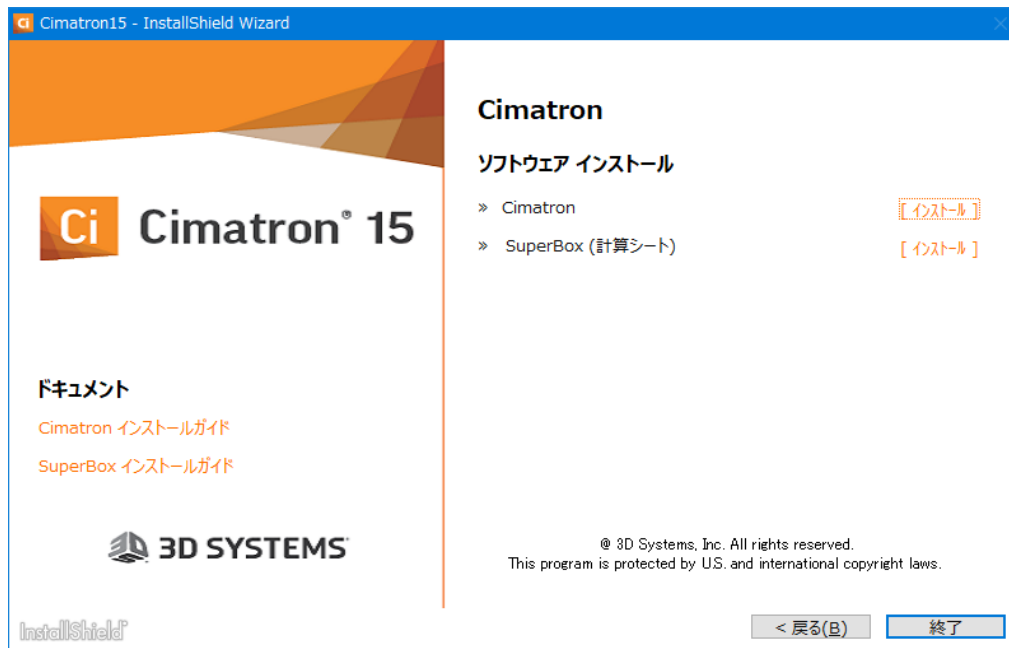 Cimatron15 - InstallShield Wizard
Ci Cimatron® 15
ドキュメント
Cimatron インストールガイド
SuperBox インストールガイド
3D SYSTEMS
InstallShield®
Cimatron
ソフトウェア インストール
» Cimatron [ インストール ]
» SuperBox (計算シート) [ インストール ]
@ 3D Systems, Inc. All rights reserved.
This program is protected by U.S. and international copyright laws.
< 戻る(B) 終了